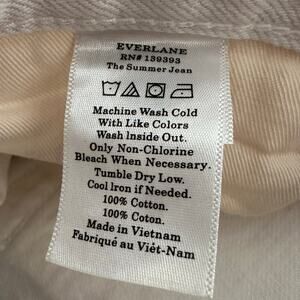 EVERLANE
RN# 139393
The Summer Jean
Machine Wash Cold
With Like Colors
Wash Inside Out.
Only Non-Chlorine
Bleach When Necessary.
Tumble Dry Low.
Cool Iron if Needed.
100% Cotton.
100% Coton.
Made in Vietnam
Fabriqué au Viêt-Nam